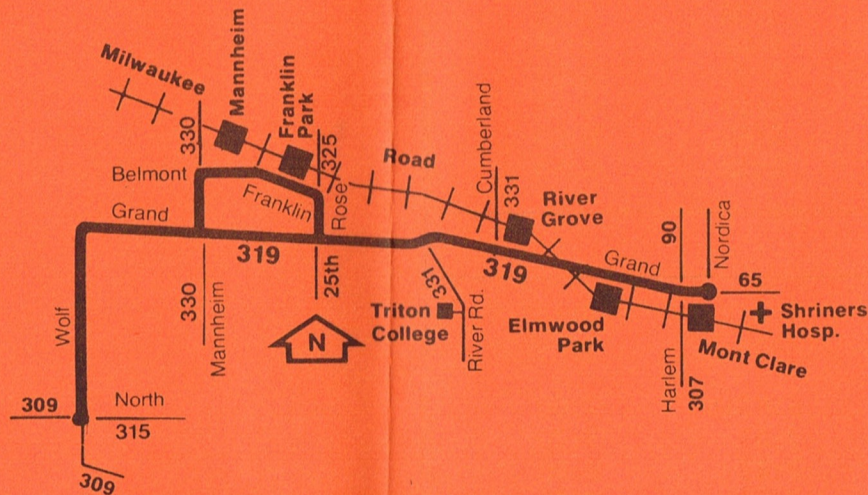 Milwaukee
Mannheim
Franklin
Park
330
325
Road
Cumberland
331
River
Grove
Belmont
Franklin
Rose
Grand
319
25th
330
Mannheim
331
319
Grand
90
Nordica
65
Triton
College
River Rd.
Elmwood
Park
Shriners
Hosp.
Mont Clare
Harlem
307
Wolf
N
309
North
315
309